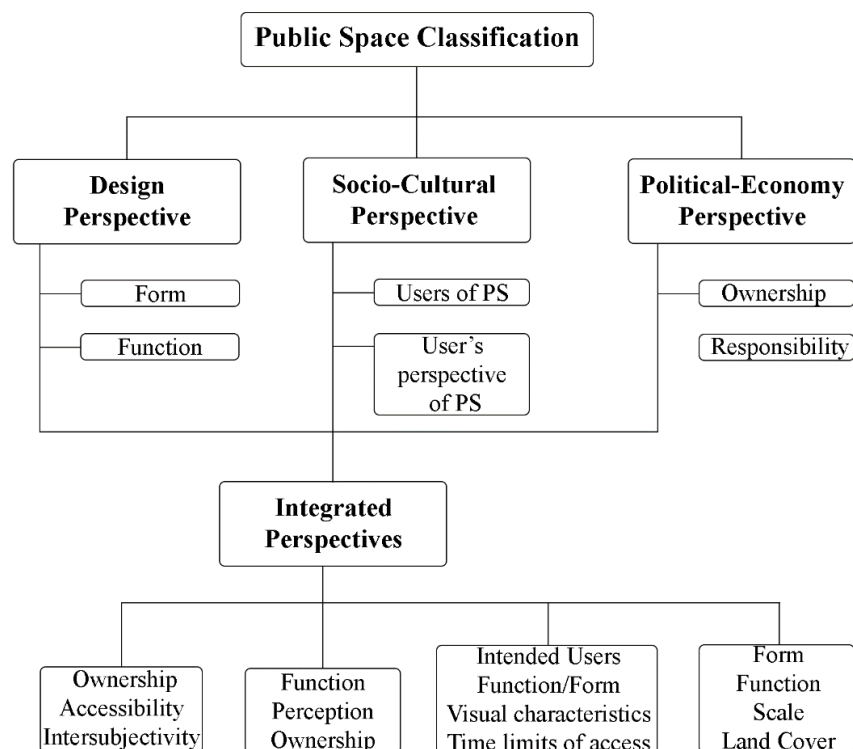 Public Space Classification
Design
Perspective
Socio-Cultural
Perspective
Political-Economy
Perspective
Form
Function
Users of PS
User's
perspective
of PS
Ownership
Responsibility
Integrated
Perspectives
Ownership
Accessibility
Intersubjectivity
Function
Perception
Ownership
Intended Users
Function/Form
Visual characteristics
Time limits of access
Form
Function
Scale
Land Cover